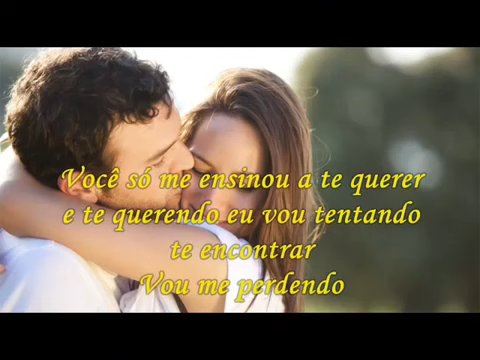 Você só me ensinou a te querer
e te querendo eu vou tentando
te encontrar
Vou me perdendo